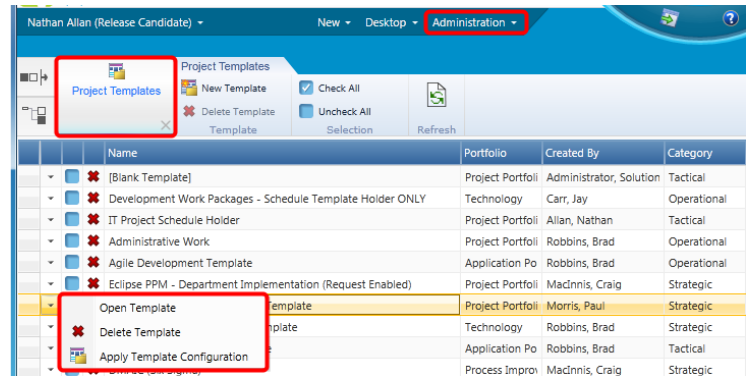 Nathan Allan (Release Candidate) New Desktop Administration
Project Templates
Project Templates
New Template
Delete Template
Template
Check All
Uncheck All
Selection
Refresh
Name Portfolio Created By Category
[Blank Template] Project Portfoli Administrator, Solution Tactical
Development Work Packages - Schedule Template Holder ONLY Technology Carr, Jay Operational
IT Project Schedule Holder Project Portfoli Allan, Nathan Tactical
Administrative Work Project Portfoli Robbins, Brad Operational
Agile Development Template Application Po Robbins, Brad Operational
Eclipse PPM - Department Implementation (Request Enabled) Project Portfoli MacInnis, Craig Strategic
Template Project Portfoli Morris, Paul Strategic
Technology Robbins, Brad Strategic
Application Po Robbins, Brad Tactical
Process Improv MacInnis, Craig Strategic
Open Template
Delete Template
Apply Template Configuration